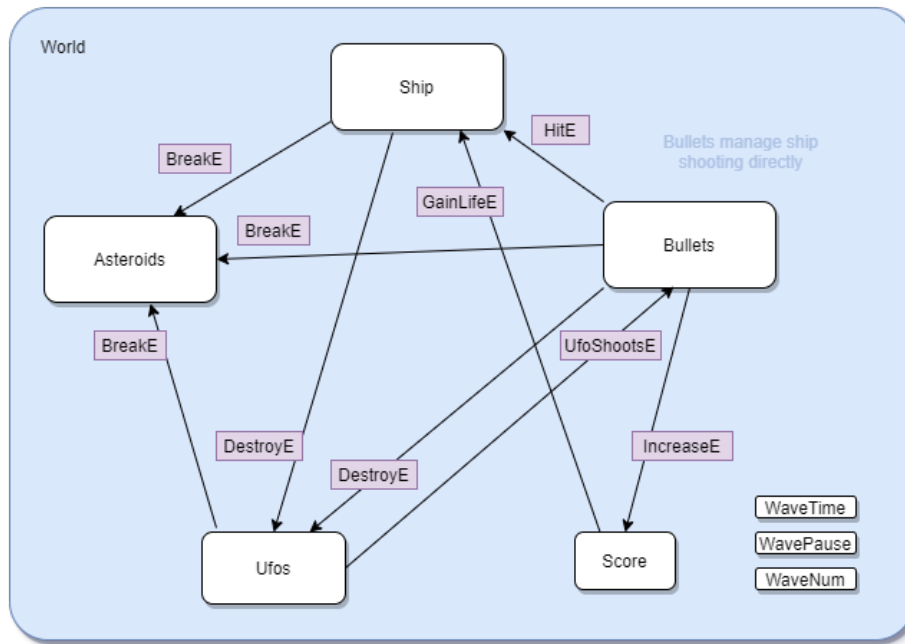 World
Ship
HitE
Bullets manage ship
shooting directly
BreakE
GainLifeE
BreakE
Bullets
Asteroids
BreakE
UfoShootsE
DestroyE
DestroyE
IncreaseE
WaveTime
WavePause
Ufos
Score
WaveNum